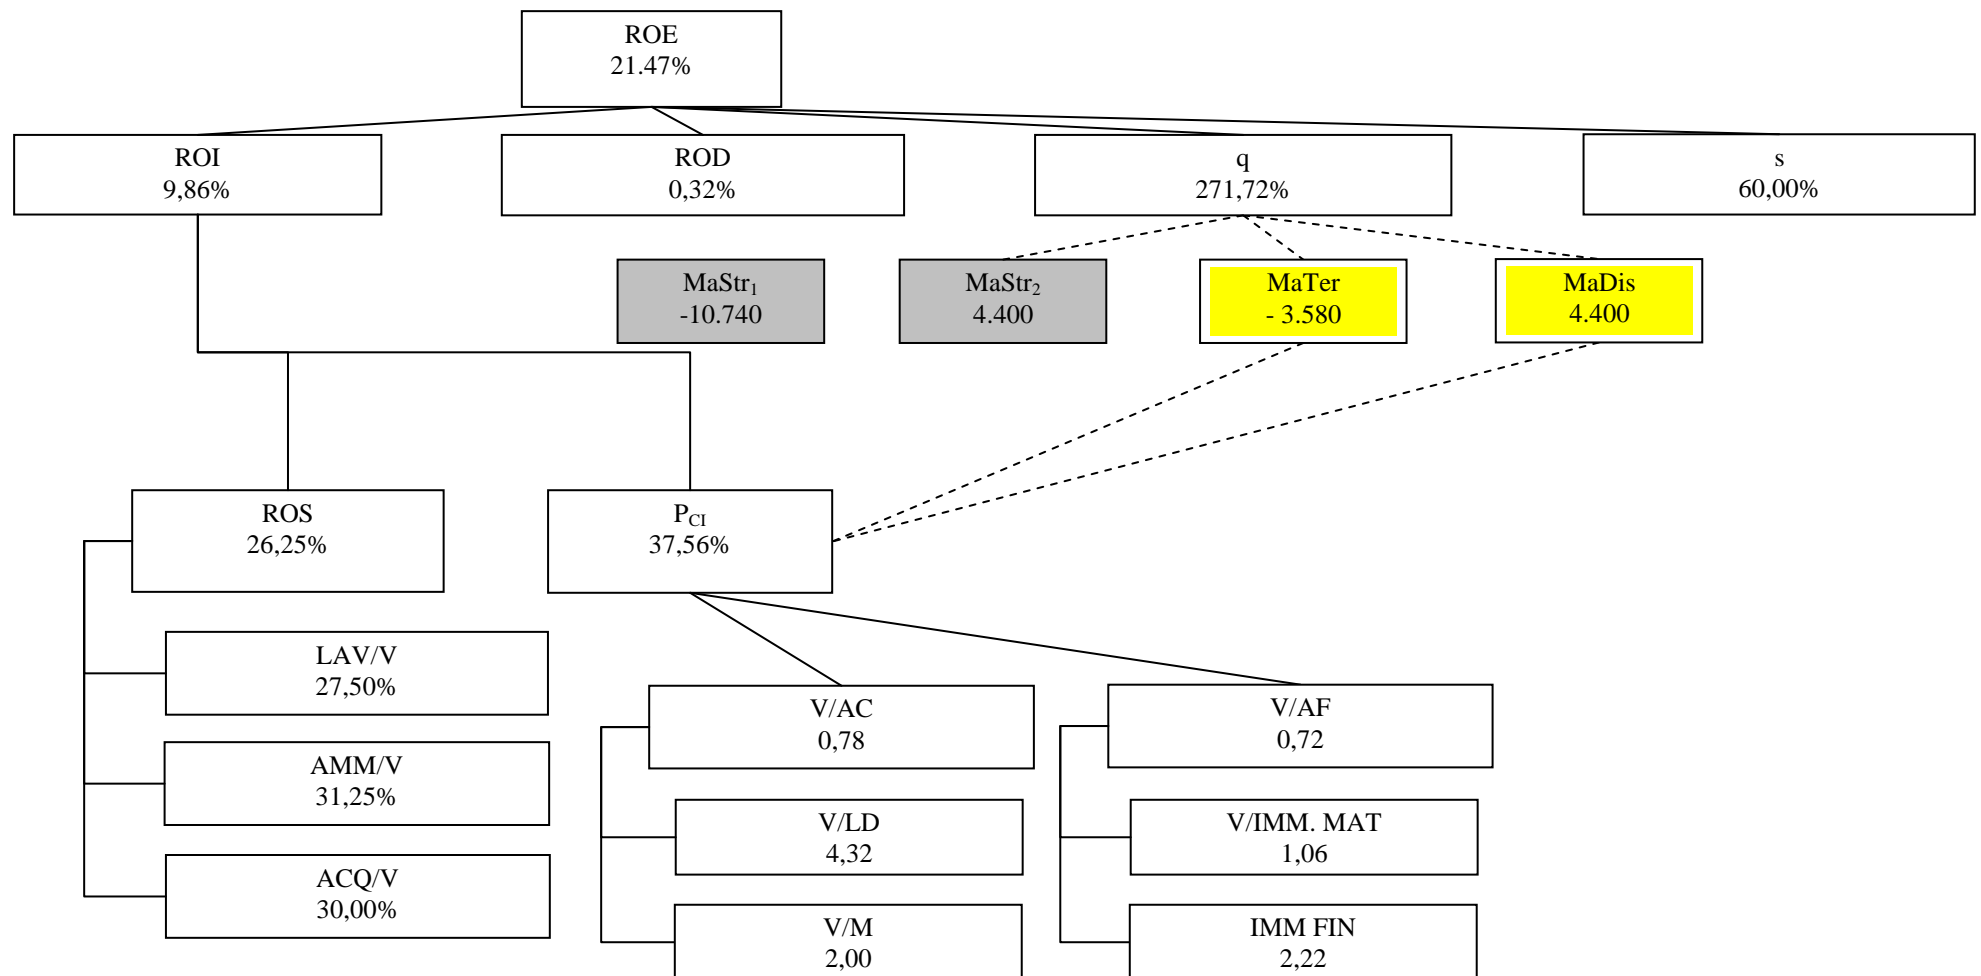 ROE
21.47%
ROI
9,86%
ROD
0,32%
q
271,72%
s
60,00%
MaStr₁
-10.740
MaStr₂
4.400
MaTer
- 3.580
MaDis
4.400
ROS
26,25%
P_CI
37,56%
LAV/V
27,50%
AMM/V
31,25%
ACQ/V
30,00%
V/AC
0,78
V/LD
4,32
V/M
2,00
V/AF
0,72
V/IMM. MAT
1,06
IMM FIN
2,22